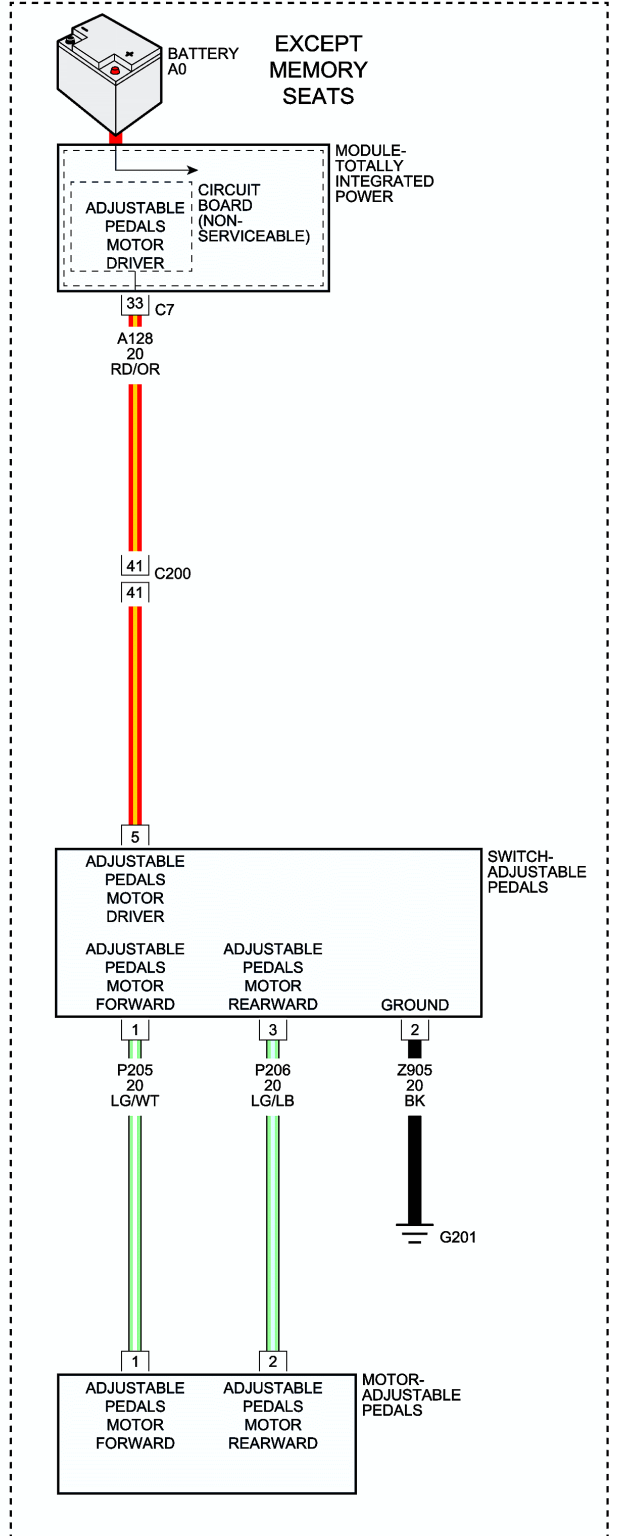 BATTERY
A0
EXCEPT
MEMORY
SEATS
MODULE-
TOTALLY
INTEGRATED
POWER
CIRCUIT
BOARD
(NON-
SERVICEABLE)
ADJUSTABLE
PEDALS
MOTOR
DRIVER
33
C7
A128
20
RD/OR
41
C200
41
5
SWITCH-
ADJUSTABLE
PEDALS
ADJUSTABLE
PEDALS
MOTOR
DRIVER
ADJUSTABLE
PEDALS
MOTOR
FORWARD
ADJUSTABLE
PEDALS
MOTOR
REARWARD
GROUND
1
3
2
P205
20
LG/WT
P206
20
LG/LB
Z905
20
BK
G201
1
2
MOTOR-
ADJUSTABLE
PEDALS
ADJUSTABLE
PEDALS
MOTOR
FORWARD
ADJUSTABLE
PEDALS
MOTOR
REARWARD